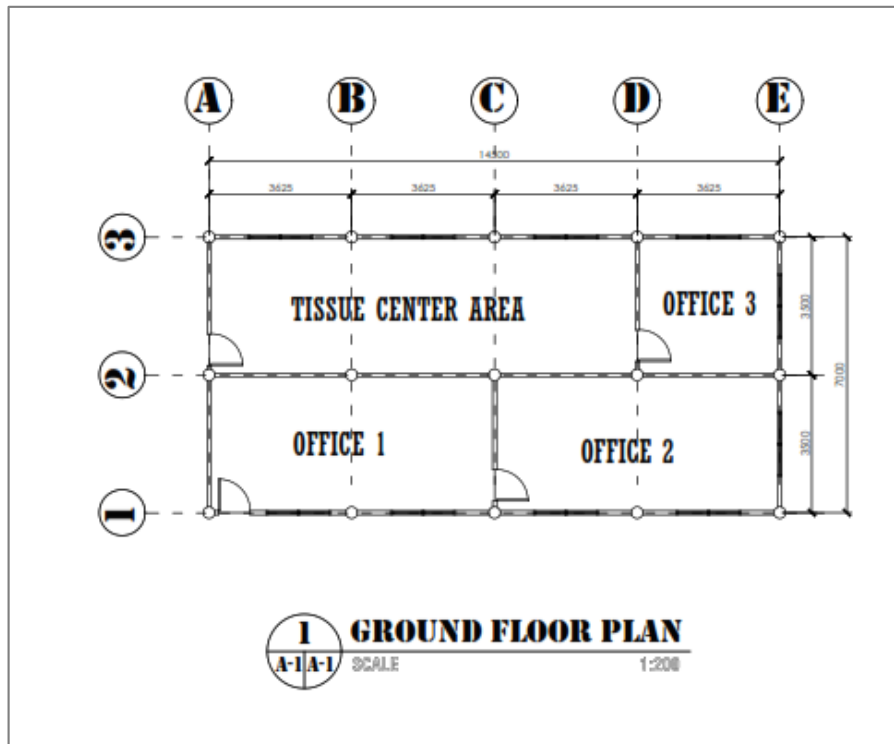 A B C D E
14500
3625 3625 3625 3625
3
TISSUE CENTER AREA
OFFICE 3
3500
7000
2
OFFICE 1
OFFICE 2
3500
1
1
A-1 A-1
GROUND FLOOR PLAN
SCALE 1:200